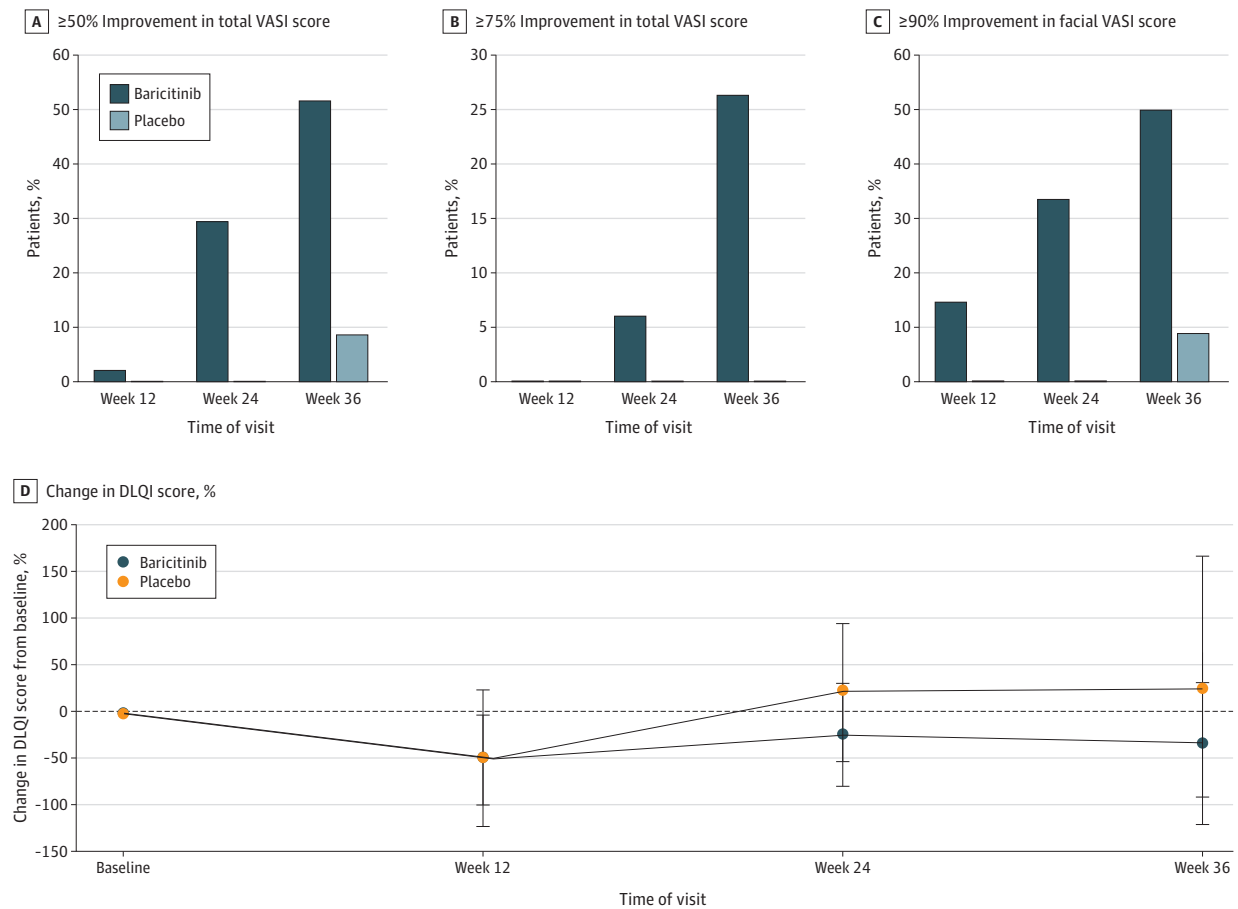 A ≥50% Improvement in total VASI score
60
50
40
30
20
10
0
Patients, %
Baricitinib
Placebo
Week 12 Week 24 Week 36
Time of visit
B ≥75% Improvement in total VASI score
30
25
20
15
10
5
0
Patients, %
Week 12 Week 24 Week 36
Time of visit
C ≥90% Improvement in facial VASI score
60
50
40
30
20
10
0
Patients, %
Week 12 Week 24 Week 36
Time of visit
D Change in DLQI score, %
200
150
100
50
0
-50
-100
-150
Change in DLQI score from baseline, %
Baricitinib
Placebo
Baseline Week 12 Week 24 Week 36
Time of visit